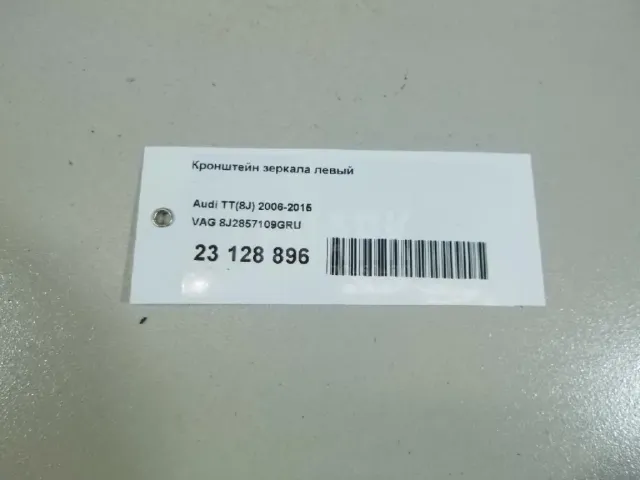 Кронштейн зеркала левый
Audi TT(8J) 2006-2015
VAG 8J2857109GRU
23 128 896